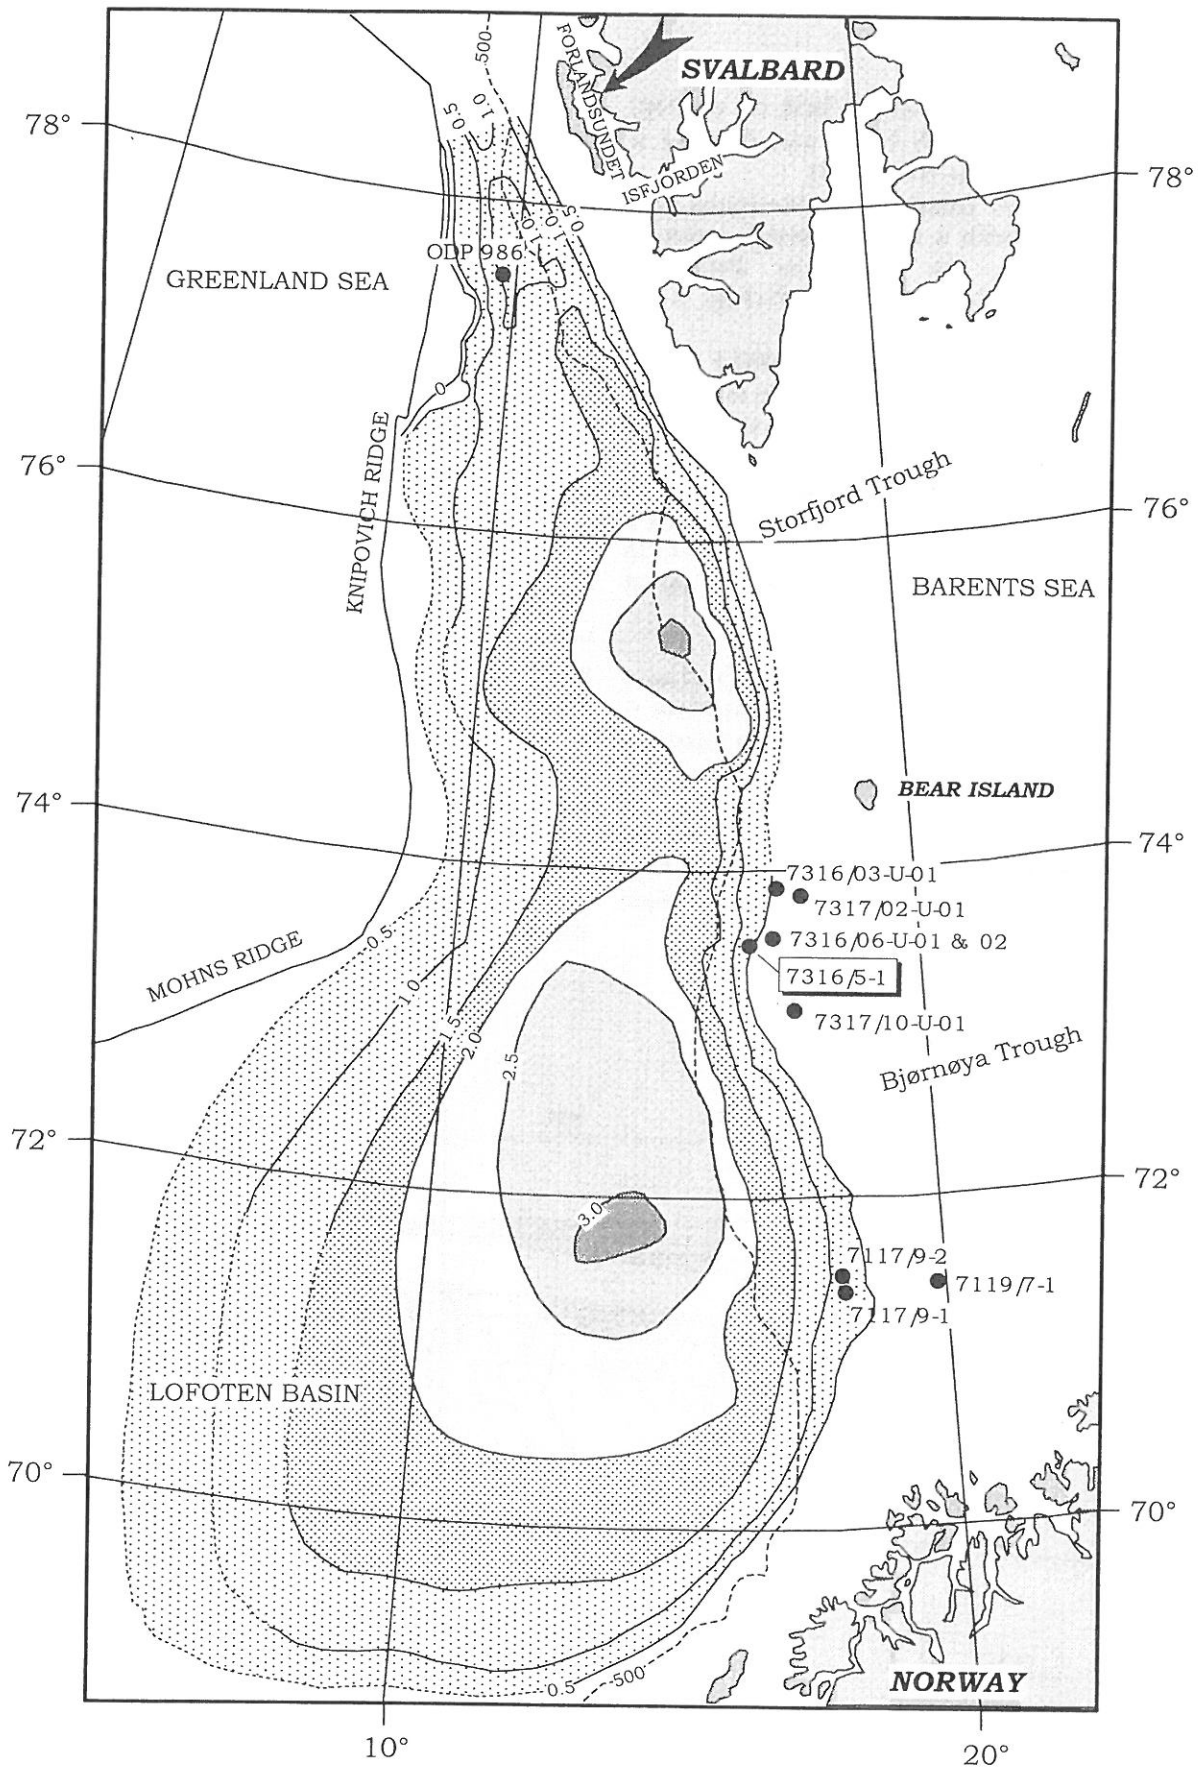 500
SVALBARD
FORLANDSUNDET
0.5
1.0
78°
78°
ISFJORDEN
0.5
1.0
1.0
ODP 986
GREENLAND SEA
0
KNIPOVICH RIDGE
76°
Storfjord Trough
76°
BARENTS SEA
BEAR ISLAND
74°
74°
7316/03-U-01
7317/02-U-01
7316/06-U-01 & 02
7316/5-1
7317/10-U-01
MOHNS RIDGE
0.5
1.0
1.5
2.0
2.5
Bjørnøya Trough
72°
72°
3.0
7117/9-2
7119/7-1
7117/9-1
LOFOTEN BASIN
70°
70°
0.5
500
NORWAY
10°
20°